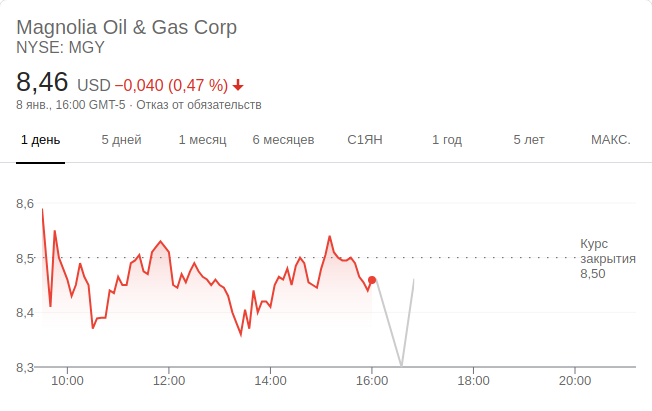 Magnolia Oil & Gas Corp
NYSE: MGY
8,46 USD −0,040 (0,47 %)
8 янв., 16:00 GMT-5 · Отказ от обязательств
1 день 5 дней 1 месяц 6 месяцев С1ЯН 1 год 5 лет МАКС.
8,6
8,5
8,4
8,3
Курс
закрытия
8,50
10:00 12:00 14:00 16:00 18:00 20:00